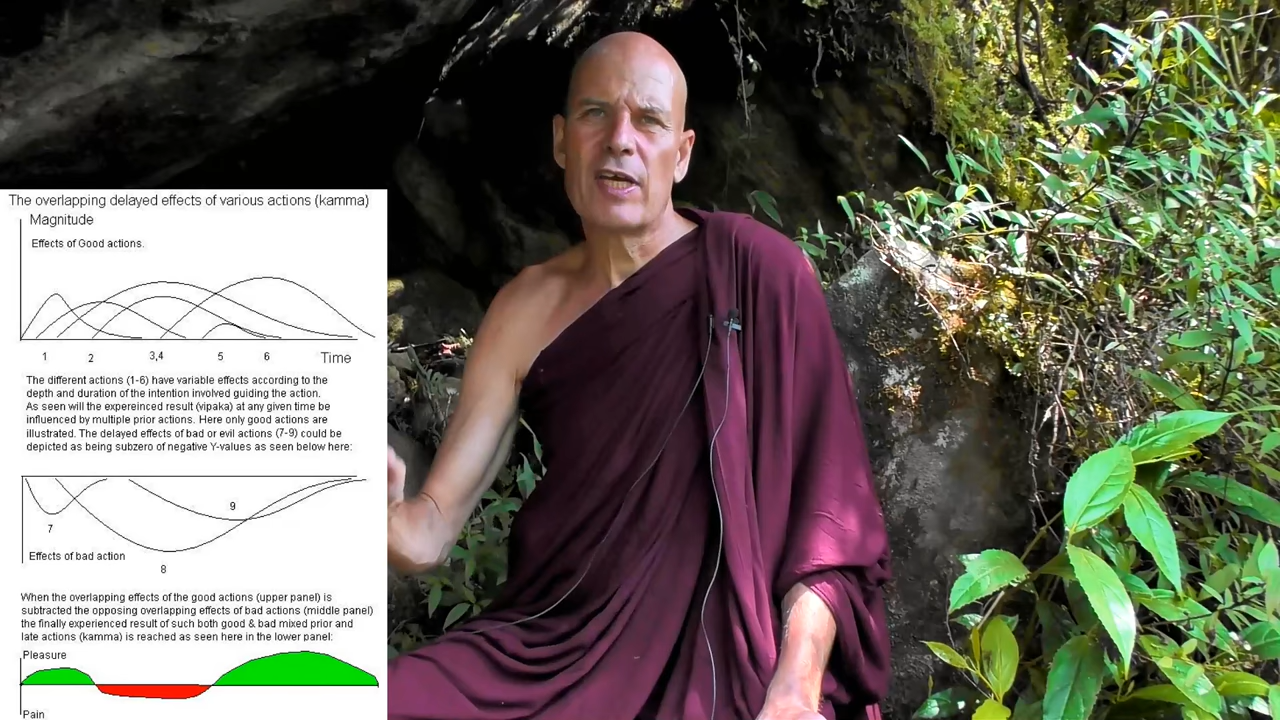 The overlapping delayed effects of various actions (kamma)
Magnitude
Effects of Good actions.
1 2 3,4 5 6 Time
The different actions (1-6) have variable effects according to the
depth and duration of the intention involved guiding the action.
As seen will the expereinced result (vipaka) at any given time be
influenced by multiple prior actions. Here only good actions are
illustrated. The delayed effects of bad or evil actions (7-9) could be
depicted as being subzero of negative Y-values as seen below here:
9
7
Effects of bad action
8
When the overlapping effects of the good actions (upper panel) is
subtracted the opposing overlapping effects of bad actions (middle panel)
the finally experienced result of such both good & bad mixed prior and
late actions (kamma) is reached as seen here in the lower panel:
Pleasure
Pain